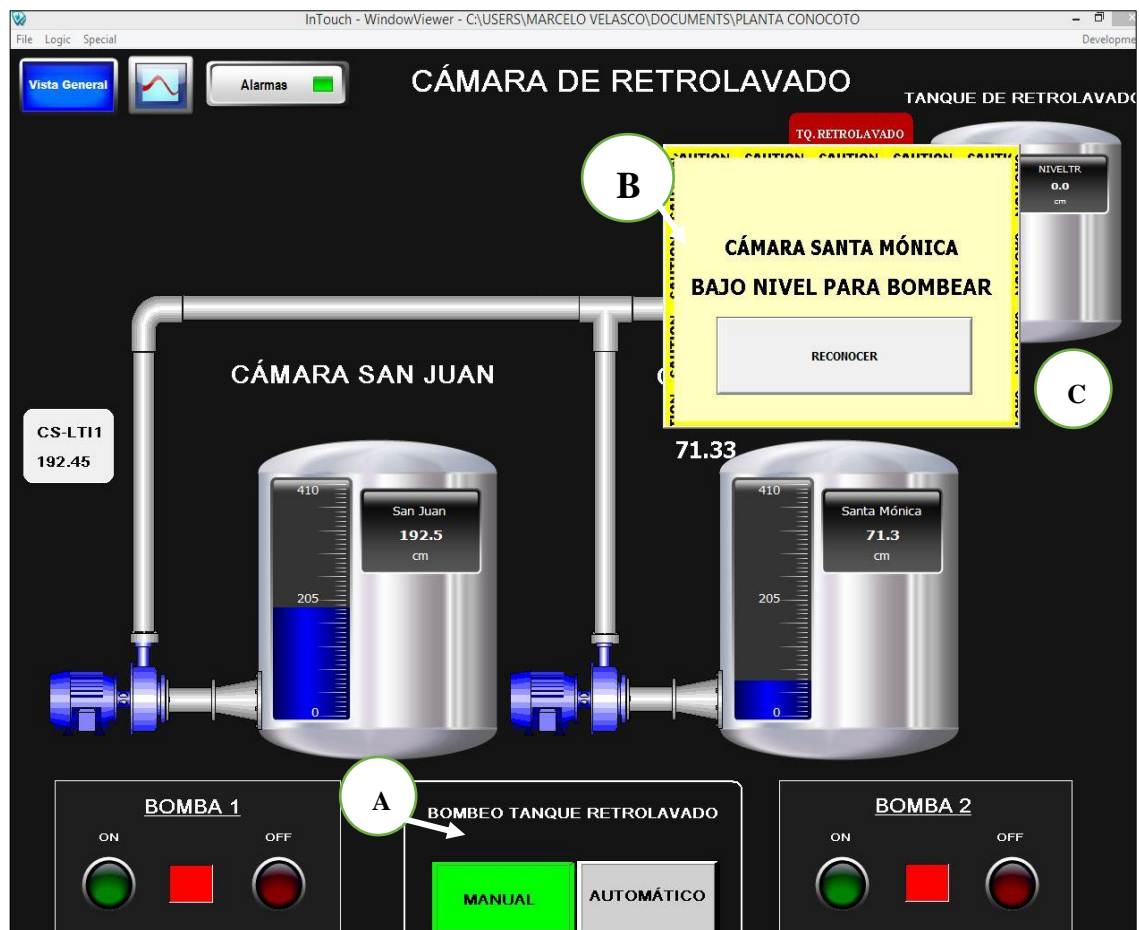 InTouch - WindowViewer - C:\USERS\MARCELO VELASCO\DOCUMENTS\PLANTA CONOCOTO
File Logic Special
Vista General
Alarmas
CÁMARA DE RETROLAVADO
TANQUE DE RETROLAVADO
TQ. RETROLAVADO
CAUTION CAUTION CAUTION CAUTION
NIVELTR
0.0
cm
B
CÁMARA SANTA MÓNICA
BAJO NIVEL PARA BOMBEAR
RECONOCER
C
CÁMARA SAN JUAN
CS-LTI1
192.45
71.33
410
205
0
San Juan
192.5
cm
410
205
0
Santa Mónica
71.3
cm
A
BOMBA 1
ON OFF
BOMBEO TANQUE RETROLAVADO
MANUAL
AUTOMÁTICO
BOMBA 2
ON OFF